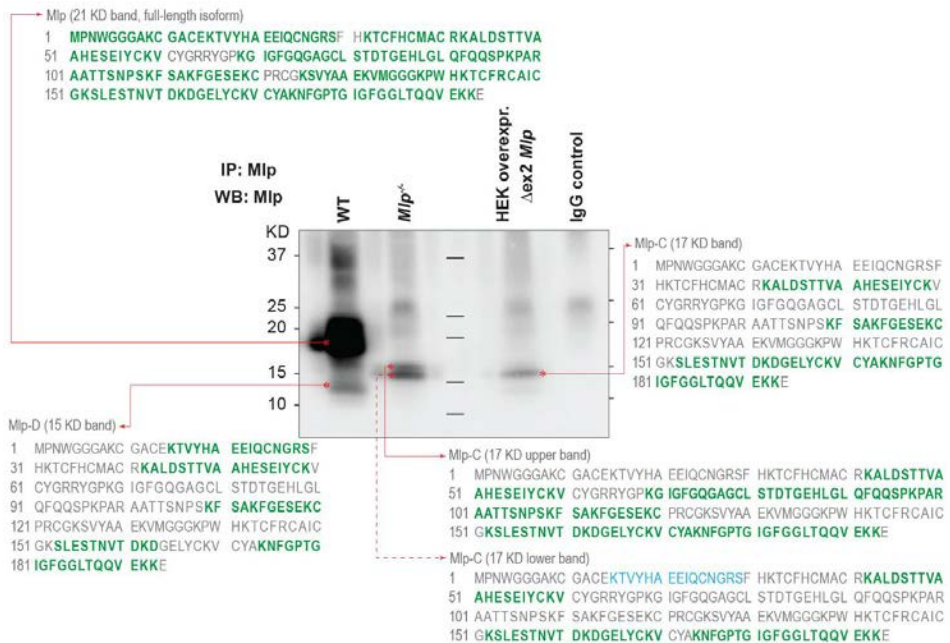 Mlp (21 KD band, full-length isoform)
1 MPNWGGGAKC GACEKTVYHA EEIQCNGRSF HKTCFHCMAC RKALDSTTVA
51 AHESEIYCKV CYGRRYGPKG IGFGQGAGCL STDTGEHLGL QFQQSPKPAR
101 AATTSNPSKF SAKFGESEKC PRCGKSVYAA EKVMGGGKPW HKTCFRCAIC
151 GKSLESTNVT DKDGELYCKV CYAKNFGPTG IGFGGLTQQV EKKE
IP: Mlp
WB: Mlp
WT
Mlp-/-
HEK overexpr.
Δex2 Mlp
IgG control
KD
37
25
20
15
10
Mlp-C (17 KD band)
1 MPNWGGGAKC GACEKTVYHA EEIQCNGRSF
31 HKTCFHCMAC RKALDSTTVA AHESEIYCKV
61 CYGRRYGPKG IGFGQGAGCL STDTGEHLGL
91 QFQQSPKPAR AATTSNPSKF SAKFGESEKC
121 PRCGKSVYAA EKVMGGGKPW HKTCFRCAIC
151 GKSLESTNVT DKDGELYCKV CYAKNFGPTG
181 IGFGGLTQQV EKKE
Mlp-D (15 KD band)
1 MPNWGGGAKC GACEKTVYHA EEIQCNGRSF
31 HKTCFHCMAC RKALDSTTVA AHESEIYCKV
61 CYGRRYGPKG IGFGQGAGCL STDTGEHLGL
91 QFQQSPKPAR AATTSNPSKF SAKFGESEKC
121 PRCGKSVYAA EKVMGGGKPW HKTCFRCAIC
151 GKSLESTNVT DKDGELYCKV CYAKNFGPTG
181 IGFGGLTQQV EKKE
Mlp-C (17 KD upper band)
1 MPNWGGGAKC GACEKTVYHA EEIQCNGRSF HKTCFHCMAC RKALDSTTVA
51 AHESEIYCKV CYGRRYGPKG IGFGQGAGCL STDTGEHLGL QFQQSPKPAR
101 AATTSNPSKF SAKFGESEKC PRCGKSVYAA EKVMGGGKPW HKTCFRCAIC
151 GKSLESTNVT DKDGELYCKV CYAKNFGPTG IGFGGLTQQV EKKE
Mlp-C (17 KD lower band)
1 MPNWGGGAKC GACEKTVYHA EEIQCNGRSF HKTCFHCMAC RKALDSTTVA
51 AHESEIYCKV CYGRRYGPKG IGFGQGAGCL STDTGEHLGL QFQQSPKPAR
101 AATTSNPSKF SAKFGESEKC PRCGKSVYAA EKVMGGGKPW HKTCFRCAIC
151 GKSLESTNVT DKDGELYCKV CYAKNFGPTG IGFGGLTQQV EKKE